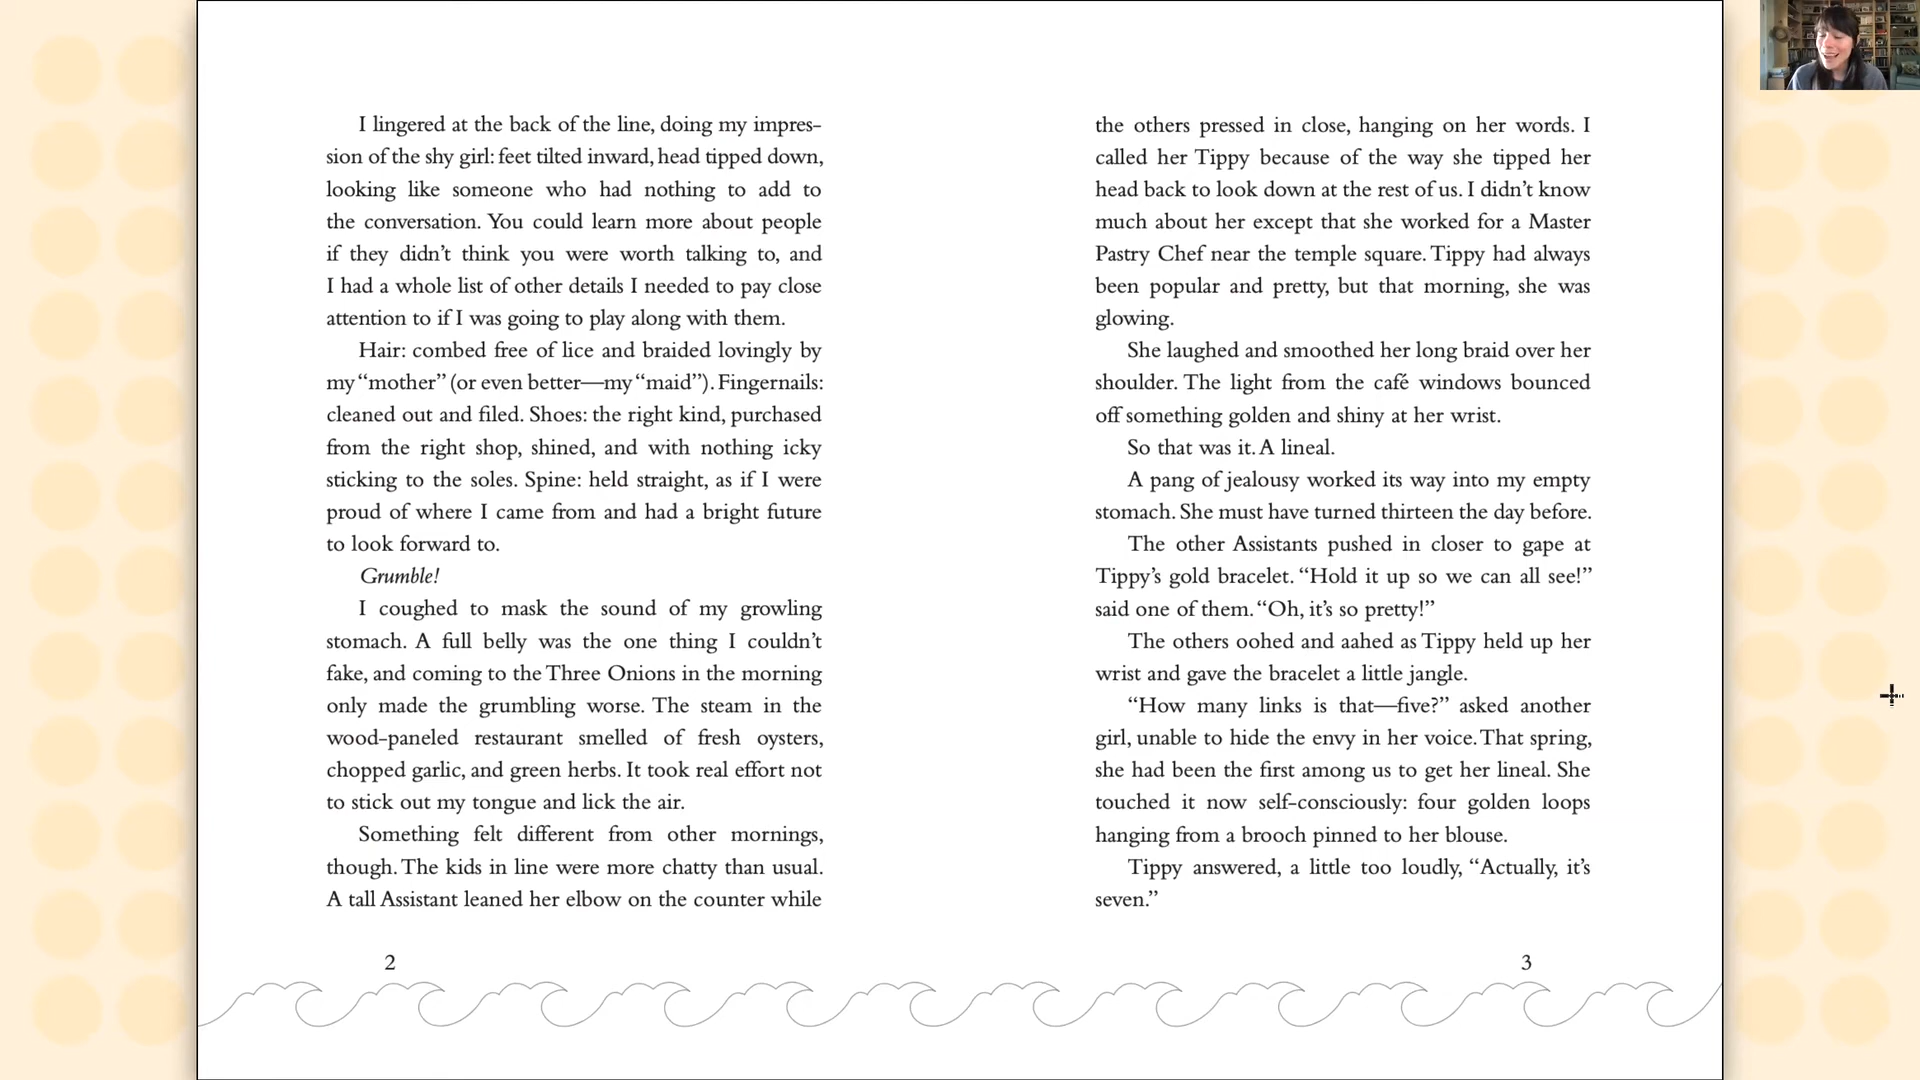 I lingered at the back of the line, doing my impres-
sion of the shy girl: feet tilted inward, head tipped down,
looking like someone who had nothing to add to
the conversation. You could learn more about people
if they didn’t think you were worth talking to, and
I had a whole list of other details I needed to pay close
attention to if I was going to play along with them.
Hair: combed free of lice and braided lovingly by
my “mother” (or even better—my “maid”). Fingernails:
cleaned out and filed. Shoes: the right kind, purchased
from the right shop, shined, and with nothing icky
sticking to the soles. Spine: held straight, as if I were
proud of where I came from and had a bright future
to look forward to.
Grumble!
I coughed to mask the sound of my growling
stomach. A full belly was the one thing I couldn’t
fake, and coming to the Three Onions in the morning
only made the grumbling worse. The steam in the
wood-paneled restaurant smelled of fresh oysters,
chopped garlic, and green herbs. It took real effort not
to stick out my tongue and lick the air.
Something felt different from other mornings,
though. The kids in line were more chatty than usual.
A tall Assistant leaned her elbow on the counter while
2
the others pressed in close, hanging on her words. I
called her Tippy because of the way she tipped her
head back to look down at the rest of us. I didn’t know
much about her except that she worked for a Master
Pastry Chef near the temple square. Tippy had always
been popular and pretty, but that morning, she was
glowing.
She laughed and smoothed her long braid over her
shoulder. The light from the café windows bounced
off something golden and shiny at her wrist.
So that was it. A lineal.
A pang of jealousy worked its way into my empty
stomach. She must have turned thirteen the day before.
The other Assistants pushed in closer to gape at
Tippy’s gold bracelet. “Hold it up so we can all see!”
said one of them. “Oh, it’s so pretty!”
The others oohed and aahed as Tippy held up her
wrist and gave the bracelet a little jangle.
“How many links is that—five?” asked another
girl, unable to hide the envy in her voice. That spring,
she had been the first among us to get her lineal. She
touched it now self-consciously: four golden loops
hanging from a brooch pinned to her blouse.
Tippy answered, a little too loudly, “Actually, it’s
seven.”
3